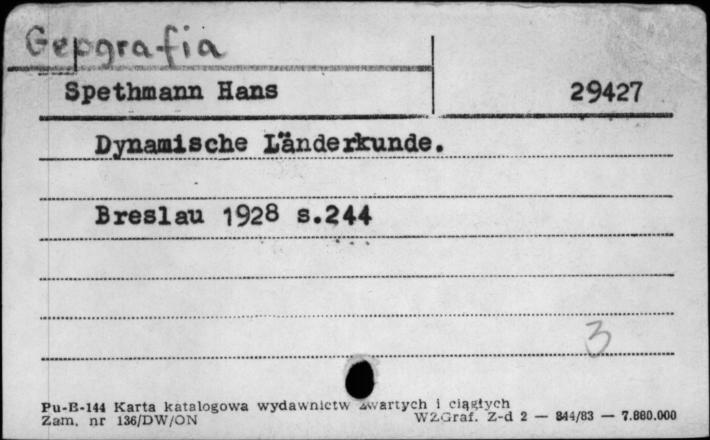 Geografia
Spethmann Hans 29427
Dynamische Länderkunde.
Breslau 1928 s.244
3
Pu-B-144 Karta katalogowa wydawnictw zwartych i ciągłych
Zam. nr 136/DW/ON WZGraf. Z-d 2 — 844/83 — 7.880.000